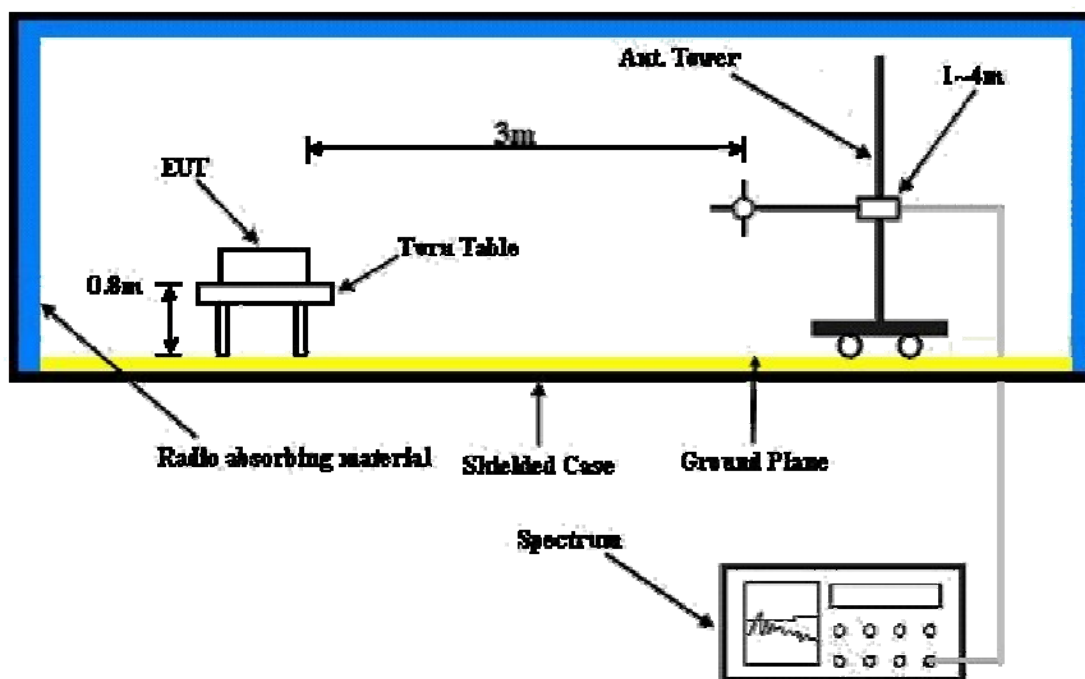 Ant. Tower
1~4m
3m
EUT
Turn Table
0.8m
Radio absorbing material
Shielded Case
Ground Plane
Spectrum